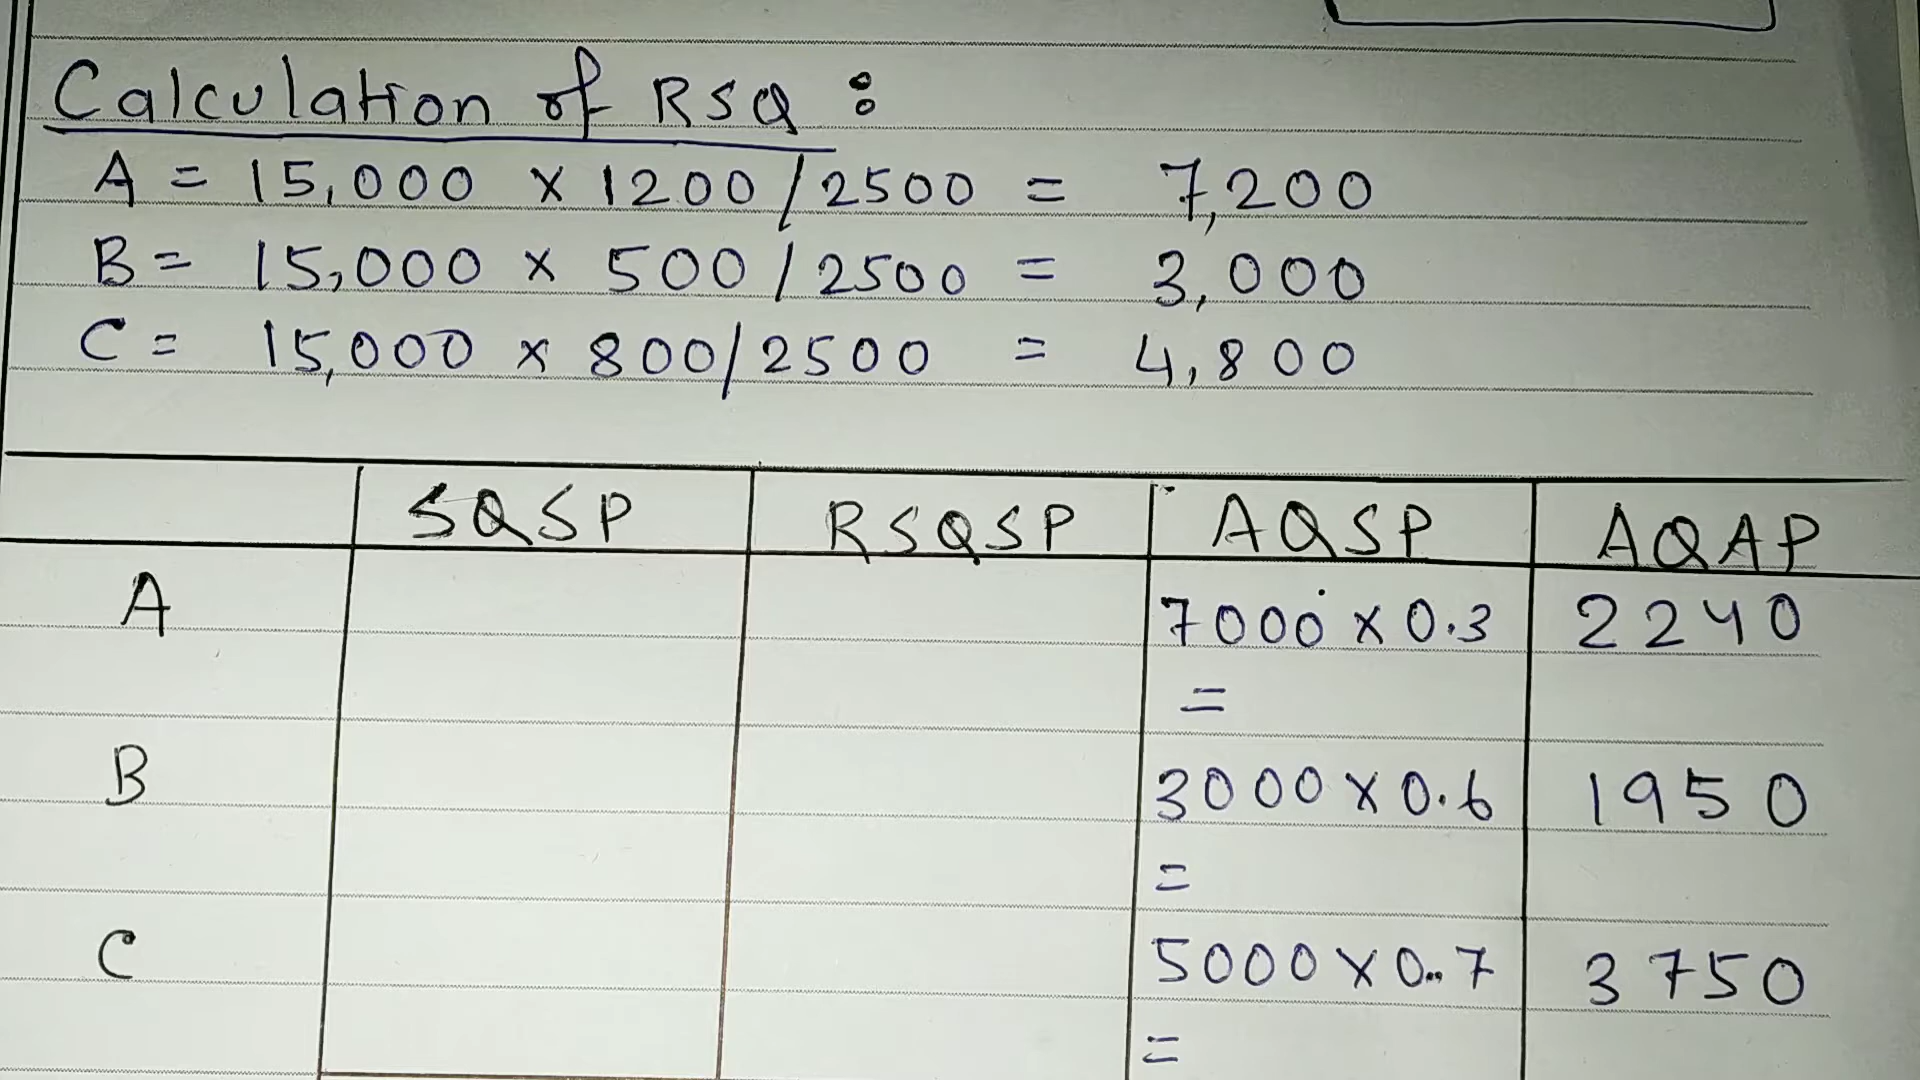 Calculation of RSQ :
A = 15,000 x 1200/2500 = 7,200
B = 15,000 x 500/2500 = 3,000
C = 15,000 x 800/2500 = 4,800
SQSP RSQSP AQSP AQAP
A 7000 x 0.3 2240
=
B 3000 x 0.6 1950
=
C 5000 x 0.7 3750
=